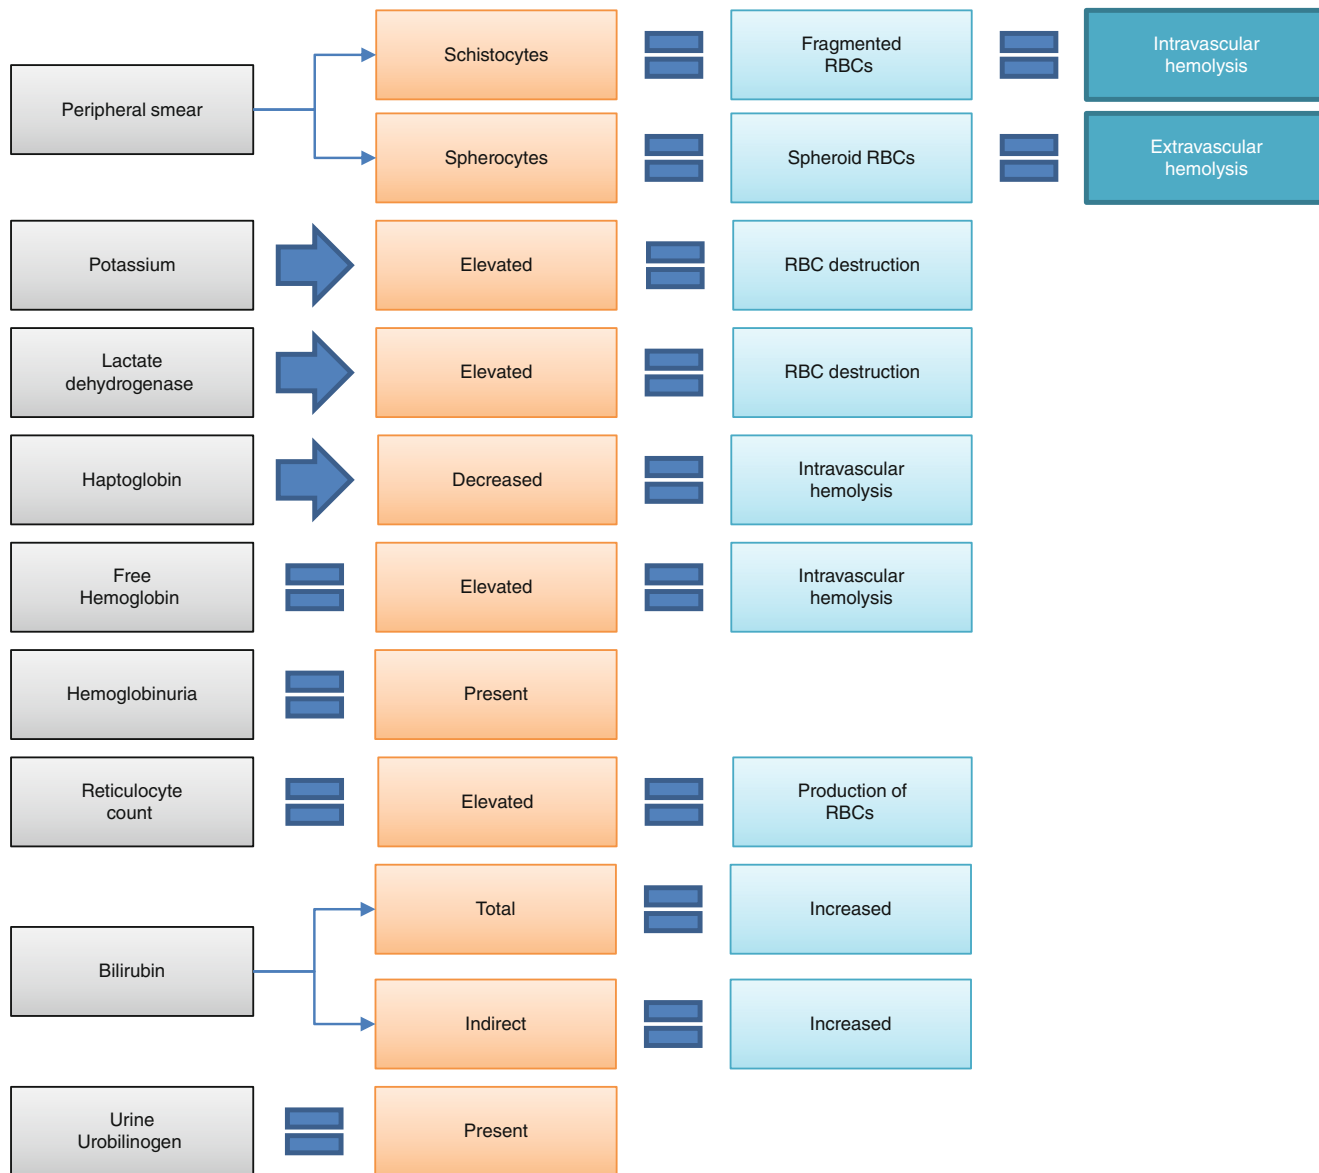 Schistocytes
Fragmented
RBCs
Intravascular
hemolysis
Peripheral smear
Spherocytes
Spheroid RBCs
Extravascular
hemolysis
Potassium
Elevated
RBC destruction
Lactate
dehydrogenase
Elevated
RBC destruction
Haptoglobin
Decreased
Intravascular
hemolysis
Free
Hemoglobin
Elevated
Intravascular
hemolysis
Hemoglobinuria
Present
Reticulocyte
count
Elevated
Production of
RBCs
Bilirubin
Total
Increased
Indirect
Increased
Urine
Urobilinogen
Present